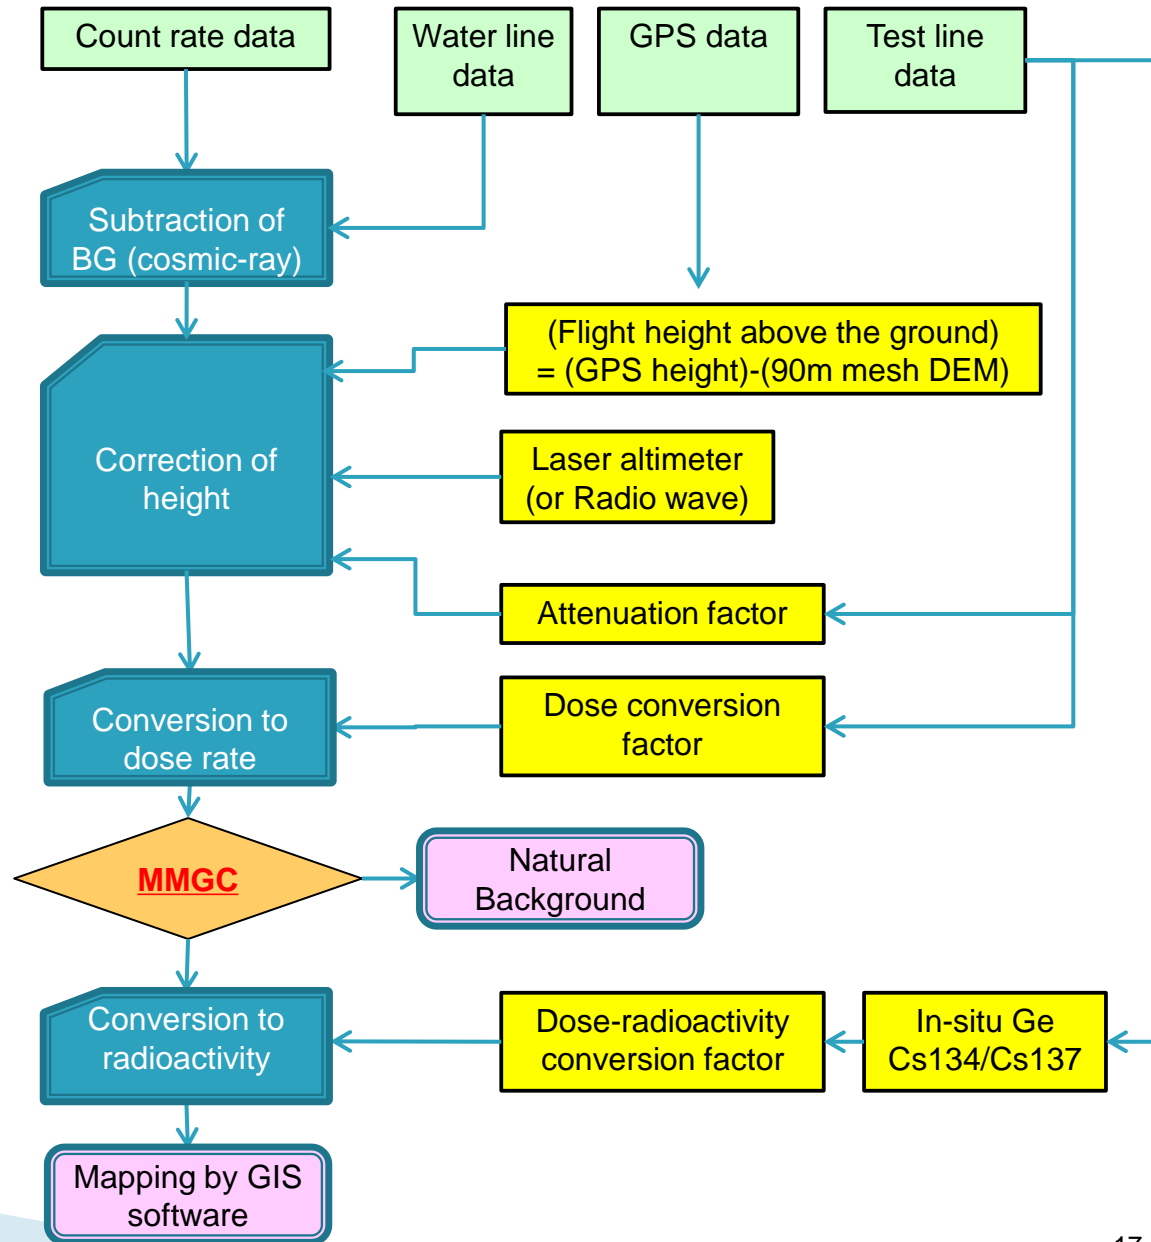 Count rate data
Water line
data
GPS data
Test line
data
Subtraction of
BG (cosmic-ray)
(Flight height above the ground)
= (GPS height)-(90m mesh DEM)
Correction of
height
Laser altimeter
(or Radio wave)
Attenuation factor
Conversion to
dose rate
Dose conversion
factor
MMGC
Natural
Background
Conversion to
radioactivity
Dose-radioactivity
conversion factor
In-situ Ge
Cs134/Cs137
Mapping by GIS
software
17